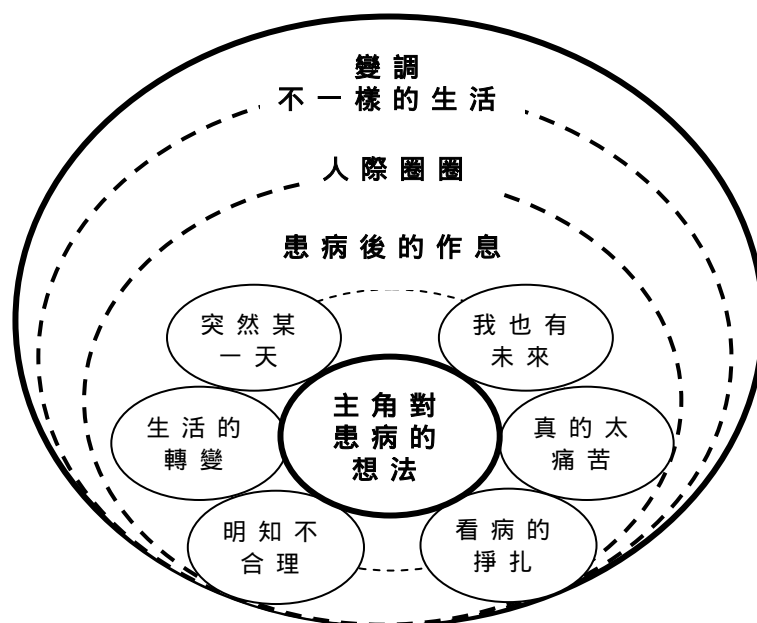 變調
不一樣的生活
人際圈圈
患病後的作息
突然某
一天
我也有
未來
主角對
患病的
想法
生活的
轉變
真的太
痛苦
明知不
合理
看病的
掙扎